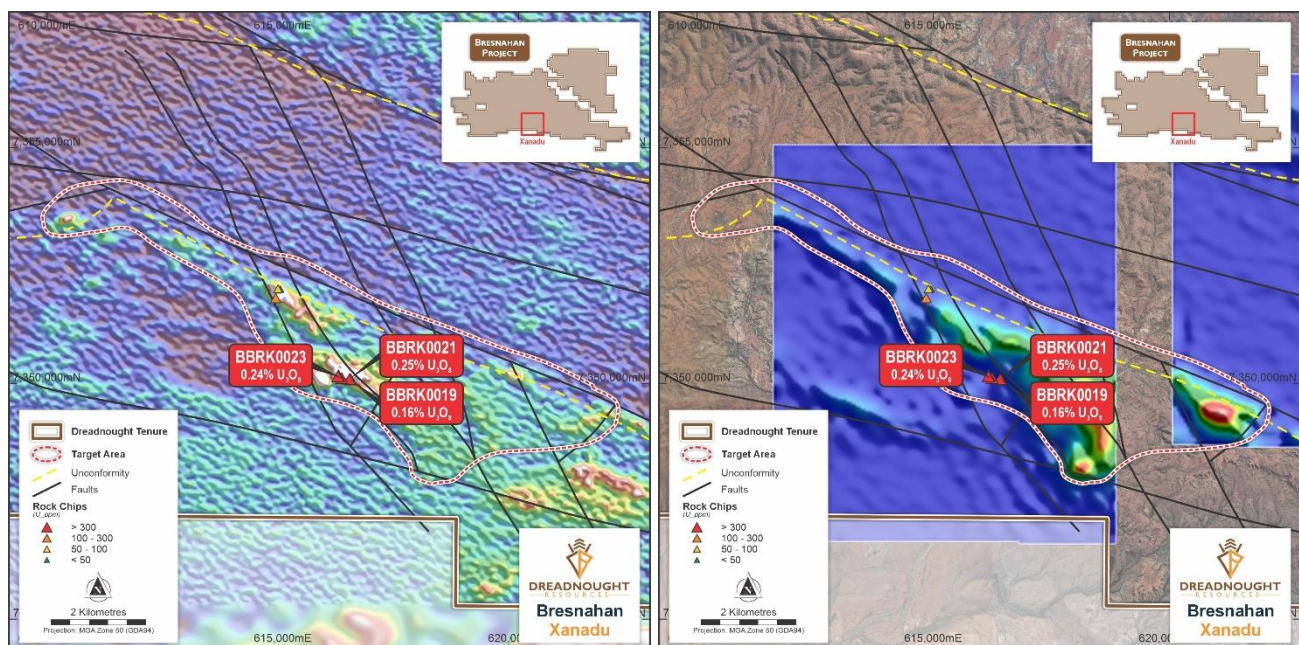 610,000mE
615,000mE
BRESNAHAN
PROJECT
Xanadu
7,355,000mN
BBRK0023
0.24% U₃O₈
BBRK0021
0.25% U₃O₈
7,350,000mN
7,350,000mN
BBRK0019
0.16% U₃O₈
Dreadnought Tenure
Target Area
Unconformity
Faults
Rock Chips
(U_ppm)
> 300
100 - 300
50 - 100
< 50
2 Kilometres
Projection: MGA Zone 50 (GDA94)
DREADNOUGHT
RESOURCES
Bresnahan
Xanadu
615,000mE
610,000mE
615,000mE
BRESNAHAN
PROJECT
Xanadu
7,355,000mN
BBRK0023
0.24% U₃O₈
BBRK0021
0.25% U₃O₈
7,350,000mN
7,350,000mN
BBRK0019
0.16% U₃O₈
Dreadnought Tenure
Target Area
Unconformity
Faults
Rock Chips
(U_ppm)
> 300
100 - 300
50 - 100
< 50
2 Kilometres
Projection: MGA Zone 50 (GDA94)
DREADNOUGHT
RESOURCES
Bresnahan
Xanadu
615,000mE